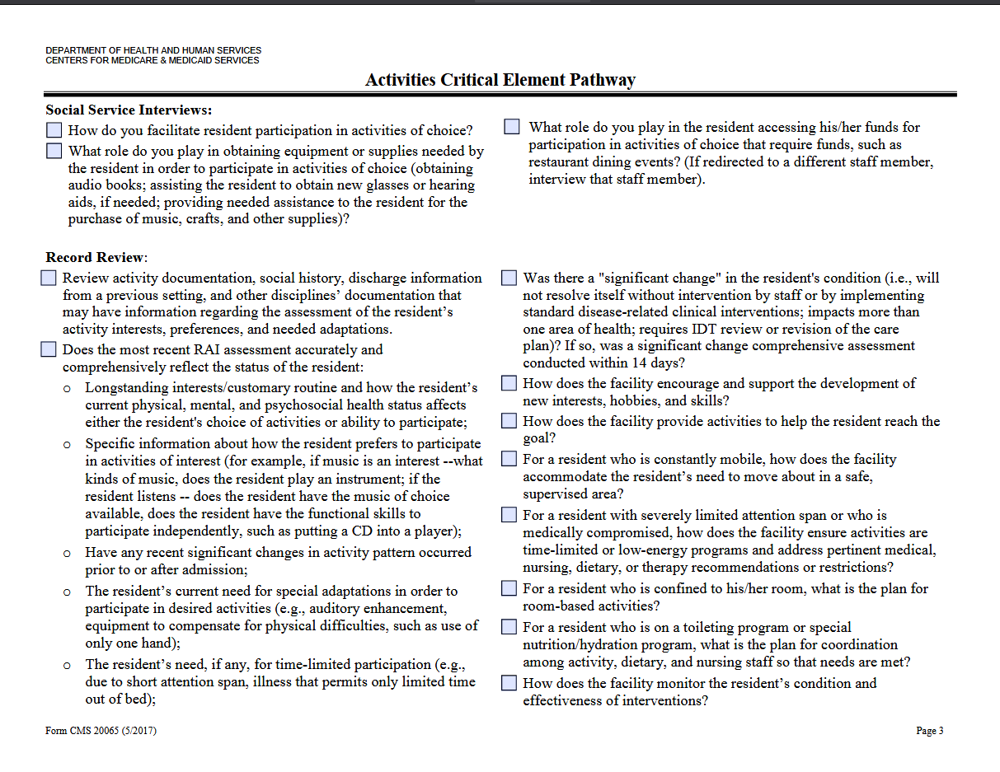 DEPARTMENT OF HEALTH AND HUMAN SERVICES
CENTERS FOR MEDICARE & MEDICAID SERVICES
Activities Critical Element Pathway
Social Service Interviews:
How do you facilitate resident participation in activities of choice?
What role do you play in obtaining equipment or supplies needed by
the resident in order to participate in activities of choice (obtaining
audio books; assisting the resident to obtain new glasses or hearing
aids, if needed; providing needed assistance to the resident for the
purchase of music, crafts, and other supplies)?
What role do you play in the resident accessing his/her funds for
participation in activities of choice that require funds, such as
restaurant dining events? (If redirected to a different staff member,
interview that staff member).
Record Review:
Review activity documentation, social history, discharge information
from a previous setting, and other disciplines’ documentation that
may have information regarding the assessment of the resident’s
activity interests, preferences, and needed adaptations.
Does the most recent RAI assessment accurately and
comprehensively reflect the status of the resident:
o Longstanding interests/customary routine and how the resident’s
current physical, mental, and psychosocial health status affects
either the resident's choice of activities or ability to participate;
o Specific information about how the resident prefers to participate
in activities of interest (for example, if music is an interest --what
kinds of music, does the resident play an instrument; if the
resident listens -- does the resident have the music of choice
available, does the resident have the functional skills to
participate independently, such as putting a CD into a player);
o Have any recent significant changes in activity pattern occurred
prior to or after admission;
o The resident’s current need for special adaptations in order to
participate in desired activities (e.g., auditory enhancement,
equipment to compensate for physical difficulties, such as use of
only one hand);
o The resident’s need, if any, for time-limited participation (e.g.,
due to short attention span, illness that permits only limited time
out of bed);
Was there a "significant change" in the resident's condition (i.e., will
not resolve itself without intervention by staff or by implementing
standard disease-related clinical interventions; impacts more than
one area of health; requires IDT review or revision of the care
plan)? If so, was a significant change comprehensive assessment
conducted within 14 days?
How does the facility encourage and support the development of
new interests, hobbies, and skills?
How does the facility provide activities to help the resident reach the
goal?
For a resident who is constantly mobile, how does the facility
accommodate the resident’s need to move about in a safe,
supervised area?
For a resident with severely limited attention span or who is
medically compromised, how does the facility ensure activities are
time-limited or low-energy programs and address pertinent medical,
nursing, dietary, or therapy recommendations or restrictions?
For a resident who is confined to his/her room, what is the plan for
room-based activities?
For a resident who is on a toileting program or special
nutrition/hydration program, what is the plan for coordination
among activity, dietary, and nursing staff so that needs are met?
How does the facility monitor the resident’s condition and
effectiveness of interventions?
Form CMS 20065 (5/2017)
Page 3